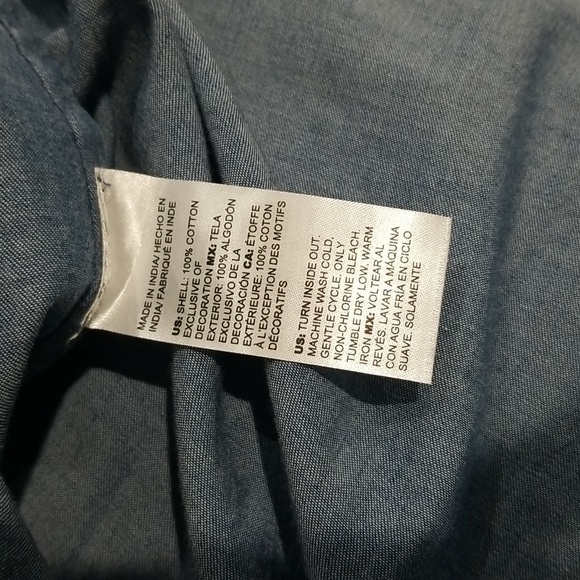 MADE IN INDIA/ HECHO EN
INDIA/ FABRIQUÉ EN INDE
US: SHELL: 100% COTTON
EXCLUSIVE OF
DECORATION MX: TELA
EXTERIOR: 100% ALGODÓN
EXCLUSIVO DE LA
DECORACIÓN CA: ÉTOFFE
EXTÉRIEURE: 100% COTON
À L'EXCEPTION DES MOTIFS
DÉCORATIFS
US: TURN INSIDE OUT.
MACHINE WASH COLD,
GENTLE CYCLE. ONLY
NON-CHLORINE BLEACH.
TUMBLE DRY LOW. WARM
IRON MX: VOLTEAR AL
REVÉS. LAVAR A MÁQUINA
CON AGUA FRÍA EN CICLO
SUAVE. SOLAMENTE